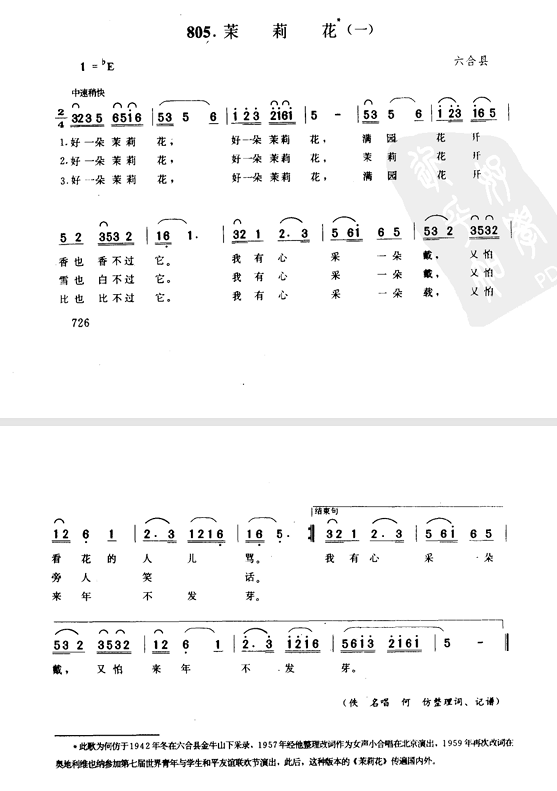 805. 茉 莉 花*(一)
1 = ♭E
六合县
中速稍快
2/4 3235 6516 | 53 5 6 | i 23 2161 | 5 - | 53 5 6 | i 23 16 5 |
1.好一朵 茉莉 花， 好一朵 茉莉 花， 满 园 花 开
2.好一朵 茉莉 花， 好一朵 茉莉 花， 茉 莉 花 开
3.好一朵 茉莉 花， 好一朵 茉莉 花， 满 园 花 开
5 2 3532 | 16 1. | 32 1 2. 3 | 5 61 6 5 | 53 2 3532 |
香也 香不过 它。 我有心 采 一朵 戴， 又怕
雪也 白不过 它。 我有心 采 一朵 戴， 又怕
比也 比不过 它。 我有心 采 一朵 载， 又怕
726
结束句
12 6 1 | 2. 3 1216 | 16 5. :‖ 32 1 2. 3 | 5 61 65 |
看 花 的 人 儿 骂。 我有心 采 朵
旁 人 笑 话。
来 年 不 发 芽。
53 2 3532 | 12 6 1 | 2. 3 1216 | 5613 2161 | 5 - ‖
戴， 又怕 来 年 不 发 芽。
(佚 名唱 何 仿整理词、记谱)
*此歌为何仿于1942年冬在六合县金牛山下采录，1957年经他整理改词作为女声小合唱在北京演出，1959年再次改词在
奥地利维也纳参加第七届世界青年与学生和平友谊联欢节演出，此后，这种版本的《茉莉花》传遍国内外。